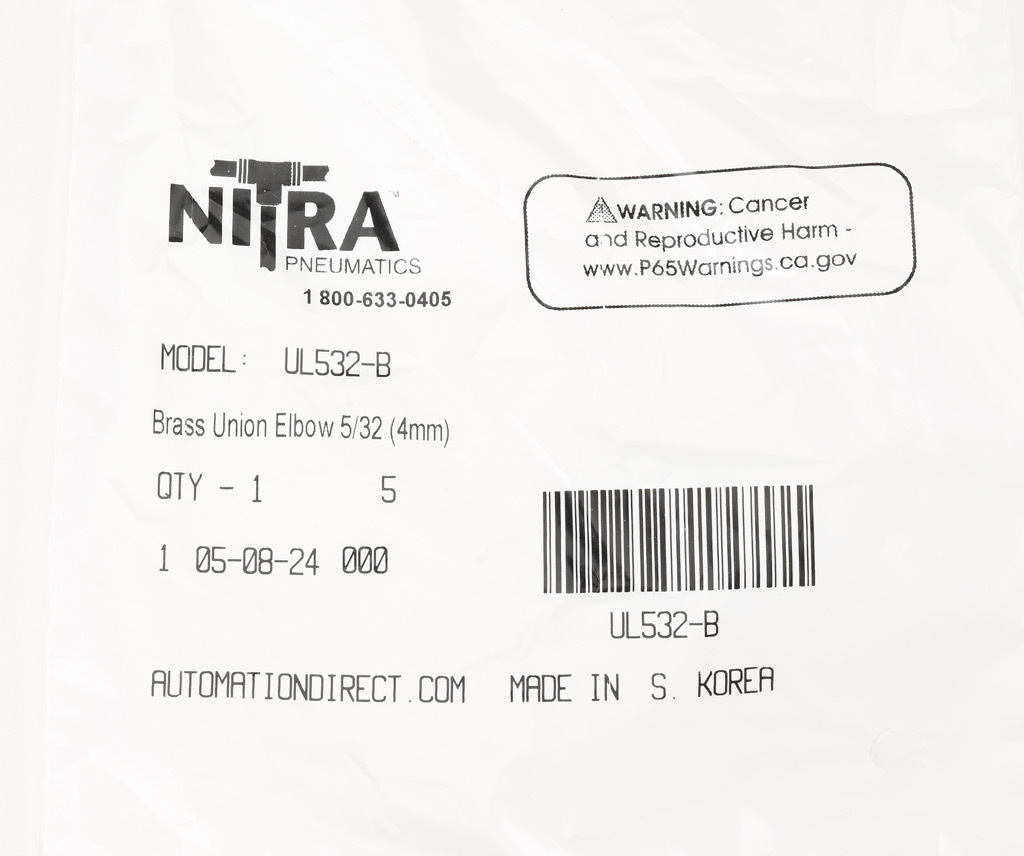 NITRA™
PNEUMATICS
1 800-633-0405
⚠WARNING: Cancer
and Reproductive Harm -
www.P65Warnings.ca.gov
MODEL: UL532-B
Brass Union Elbow 5/32 (4mm)
QTY - 1 5
1 05-08-24 000
UL532-B
AUTOMATIONDIRECT.COM MADE IN S. KOREA